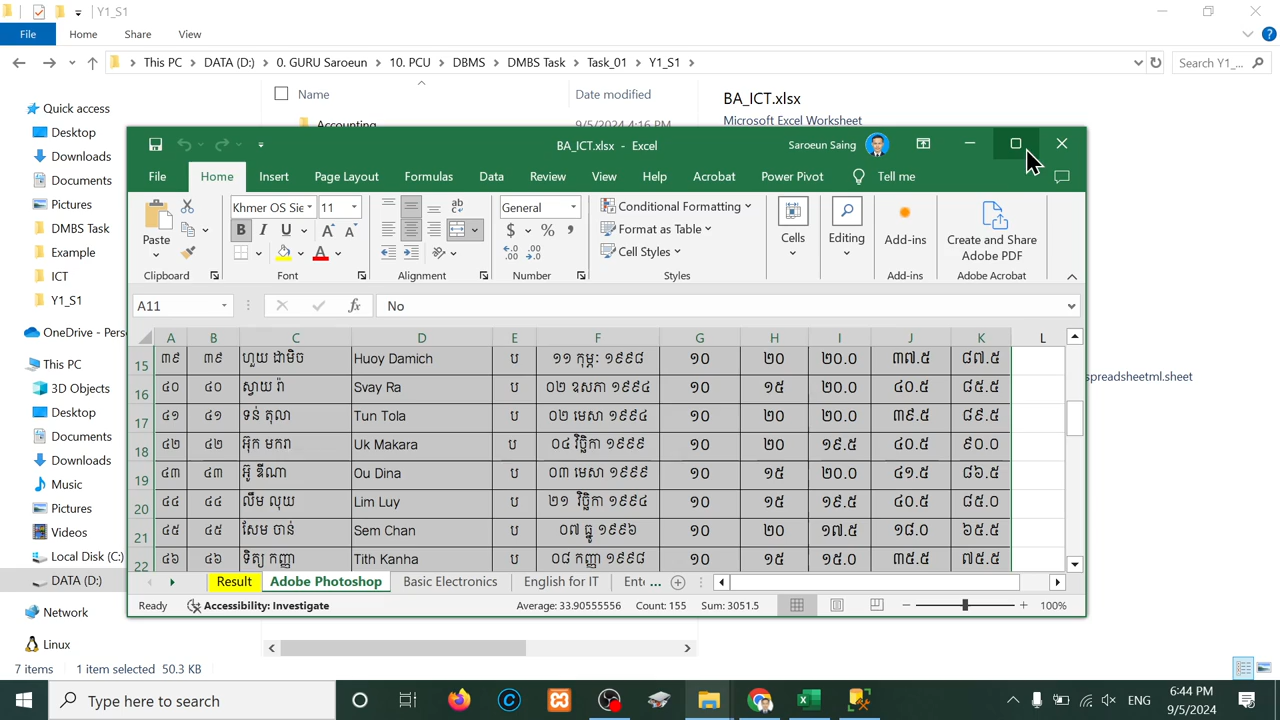 Y1_S1
File Home Share View
This PC DATA (D:) 0. GURU Saroeun 10. PCU DBMS DMBS Task Task_01 Y1_S1 Search Y1_...
Quick access
Desktop
Downloads
Documents
Pictures
DBMS Task
Example
ICT
Y1_S1
OneDrive - Pers
This PC
3D Objects
Desktop
Documents
Downloads
Music
Pictures
Videos
Local Disk (C:)
DATA (D:)
Network
Linux
Name Date modified
Accounting 9/5/2024 4:16 PM
BA_ICT.xlsx
Microsoft Excel Worksheet
spreadsheetml.sheet
BA_ICT.xlsx - Excel Saroeun Saing
File Home Insert Page Layout Formulas Data Review View Help Acrobat Power Pivot Tell me
Khmer OS Sie 11 General Conditional Formatting
Format as Table
Cell Styles
Paste Cells Editing Add-ins Create and Share Adobe PDF
Clipboard Font Alignment Number Styles Add-ins Adobe Acrobat
A11 fx No
A B C D E F G H I J K L
15 ៣៩ ៣៩ ហួយ ដាមិច Huoy Damich ប ១១ កុម្ភៈ ១៩៩៨ ១០ ២០ ២០.០ ៣៧.៥ ៨៧.៥
16 ៤០ ៤០ ស្វាយ រ៉ា Svay Ra ប ០២ ឧសភា ១៩៩៤ ១០ ១៥ ២០.០ ៤០.៥ ៨៥.៥
17 ៤១ ៤១ ទន់ តុលា Tun Tola ប ០២ មេសា ១៩៩៤ ១០ ២០ ២០.០ ៣៩.៥ ៨៩.៥
18 ៤២ ៤២ អ៊ុក មករា Uk Makara ប ០៤ វិច្ឆិកា ១៩៩៩ ១០ ២០ ១៩.៥ ៤០.៥ ៩០.០
19 ៤៣ ៤៣ អ៊ូ ឌីណា Ou Dina ប ០៣ មេសា ១៩៩៩ ១០ ១៥ ២០.០ ៤១.៥ ៨៦.៥
20 ៤៤ ៤៤ លឹម លុយ Lim Luy ប ២១ វិច្ឆិកា ១៩៩៤ ១០ ១៥ ១៩.៥ ៤០.៥ ៨៥.០
21 ៤៥ ៤៥ សែម ចាន់ Sem Chan ប ០៧ ធ្នូ ១៩៩៦ ១០ ២០ ១៧.៥ ១៨.០ ៦៥.៥
22 ៤៦ ៤៦ ទិត្យ កញ្ញា Tith Kanha ប ០៨ កញ្ញា ១៩៩៨ ១០ ១៥ ១៥.០ ៣៥.៥ ៧៥.៥
Result Adobe Photoshop Basic Electronics English for IT Ent ...
Ready Accessibility: Investigate Average: 33.90555556 Count: 155 Sum: 3051.5 100%
7 items 1 item selected 50.3 KB
Type here to search ENG 6:44 PM
9/5/2024